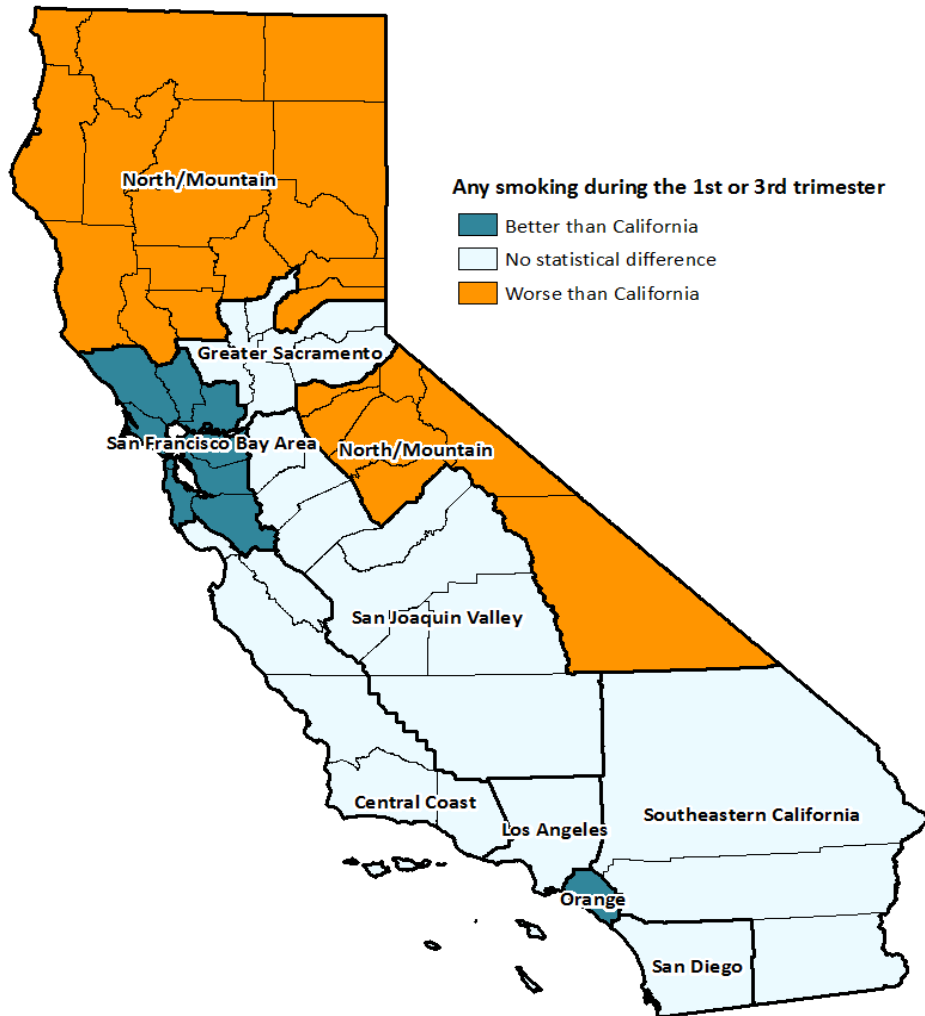 North/Mountain
Any smoking during the 1st or 3rd trimester
Better than California
No statistical difference
Worse than California
Greater Sacramento
San Francisco Bay Area
North/Mountain
San Joaquin Valley
Central Coast
Los Angeles
Southeastern California
Orange
San Diego